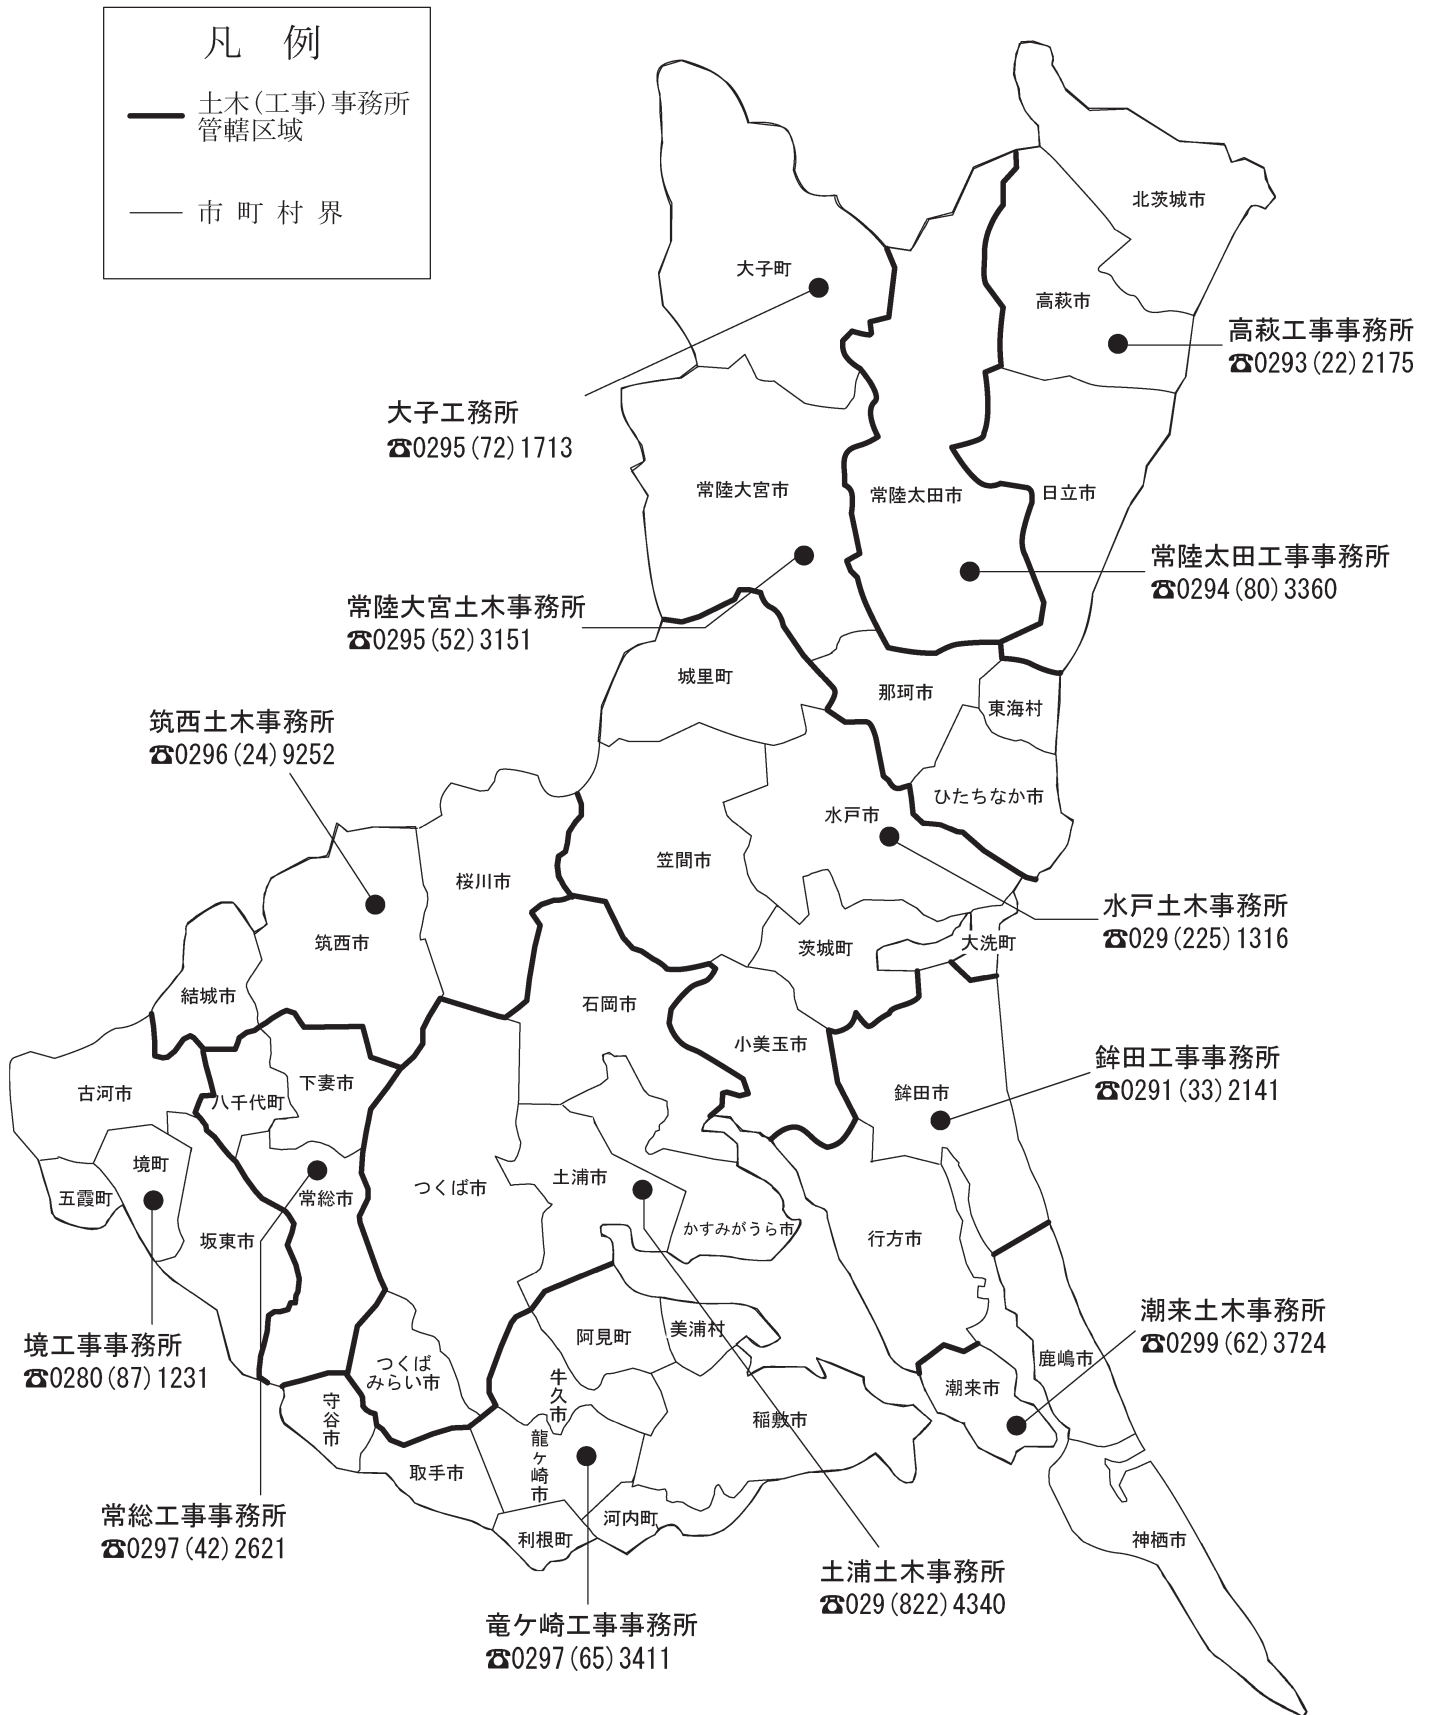 凡 例
土木(工事)事務所
管轄区域
市町村界
北茨城市
大子町
高萩市
高萩工事事務所
☎0293(22)2175
大子工務所
☎0295(72)1713
常陸大宮市
常陸太田市
日立市
常陸太田工事事務所
☎0294(80)3360
常陸大宮土木事務所
☎0295(52)3151
城里町
那珂市
東海村
筑西土木事務所
☎0296(24)9252
ひたちなか市
水戸市
笠間市
桜川市
水戸土木事務所
☎029(225)1316
筑西市
茨城町
大洗町
結城市
石岡市
小美玉市
鉾田工事事務所
☎0291(33)2141
古河市
八千代町
下妻市
鉾田市
境町
五霞町
常総市
つくば市
土浦市
かすみがうら市
坂東市
行方市
潮来土木事務所
☎0299(62)3724
境工事事務所
☎0280(87)1231
阿見町
美浦村
つくば
みらい市
鹿嶋市
潮来市
牛久市
守谷市
稲敷市
龍ヶ崎市
取手市
常総工事事務所
☎0297(42)2621
利根町
河内町
神栖市
土浦土木事務所
☎029(822)4340
竜ケ崎工事事務所
☎0297(65)3411